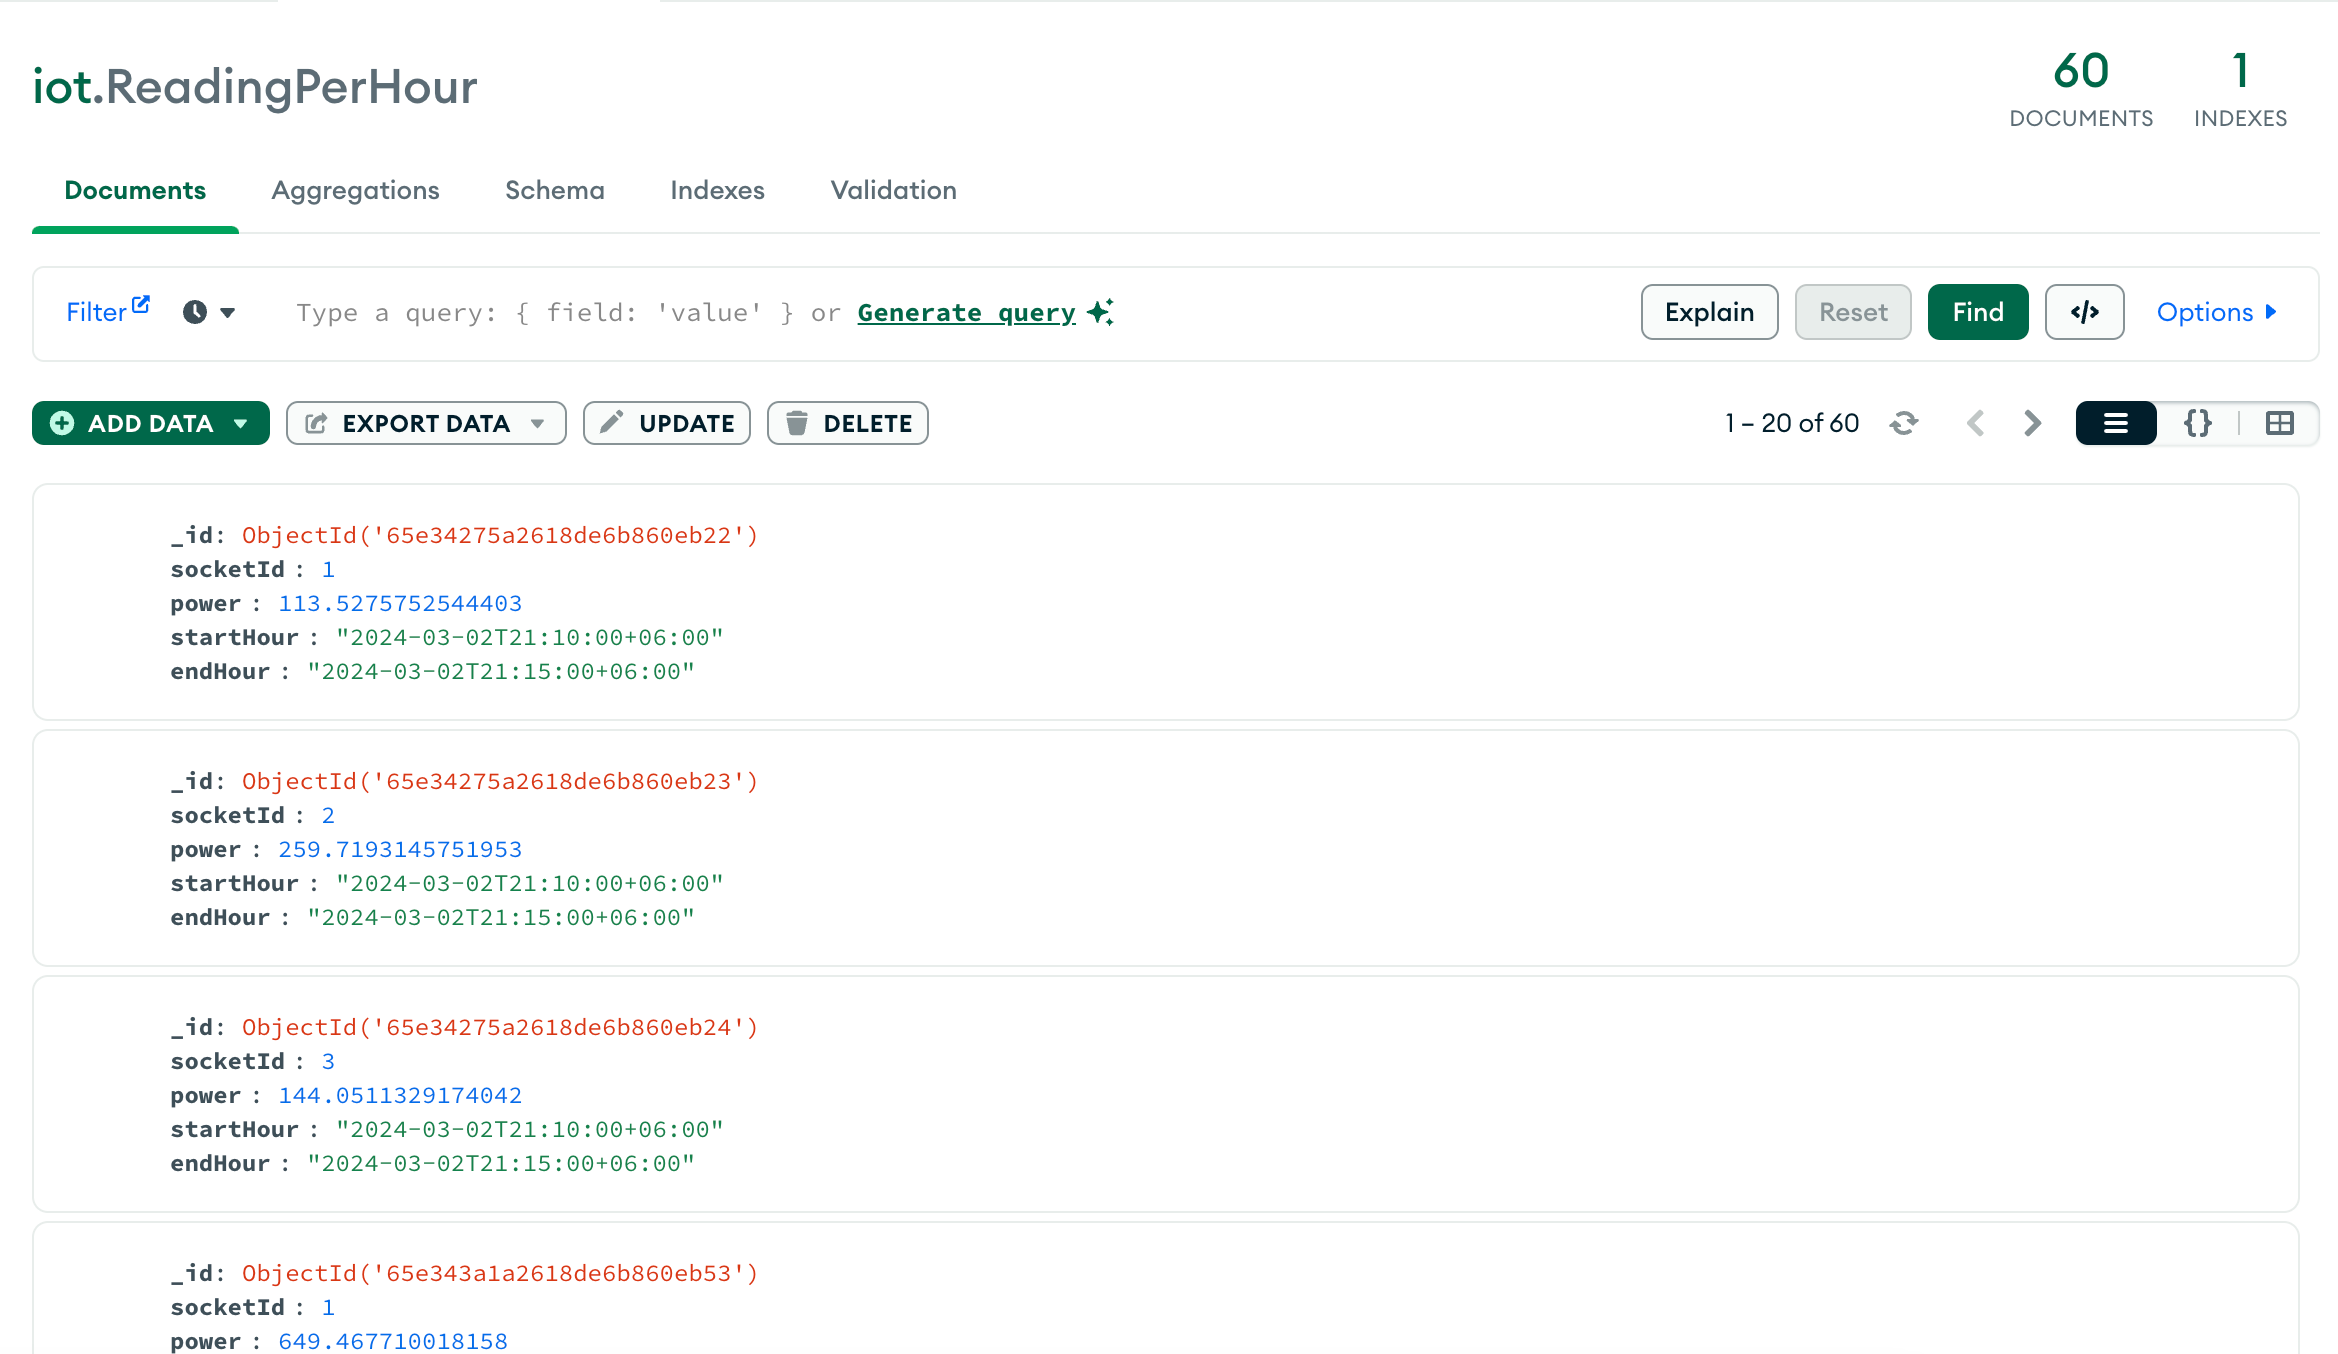 iot.ReadingPerHour
60
DOCUMENTS
1
INDEXES
Documents Aggregations Schema Indexes Validation
Filter Type a query: { field: 'value' } or Generate query Explain Reset Find </> Options
ADD DATA EXPORT DATA UPDATE DELETE 1 – 20 of 60 {}
_id: ObjectId('65e34275a2618de6b860eb22')
socketId : 1
power : 113.5275752544403
startHour : "2024-03-02T21:10:00+06:00"
endHour : "2024-03-02T21:15:00+06:00"
_id: ObjectId('65e34275a2618de6b860eb23')
socketId : 2
power : 259.7193145751953
startHour : "2024-03-02T21:10:00+06:00"
endHour : "2024-03-02T21:15:00+06:00"
_id: ObjectId('65e34275a2618de6b860eb24')
socketId : 3
power : 144.0511329174042
startHour : "2024-03-02T21:10:00+06:00"
endHour : "2024-03-02T21:15:00+06:00"
_id: ObjectId('65e343a1a2618de6b860eb53')
socketId : 1
power : 649.467710018158